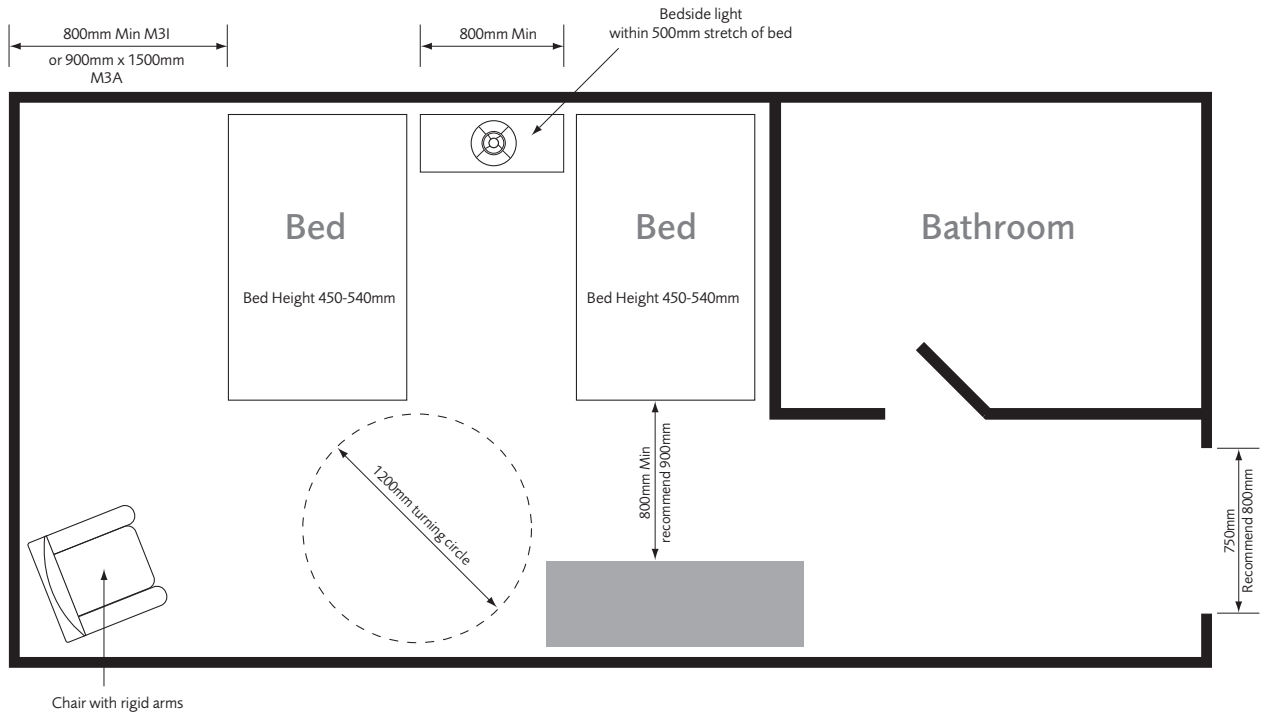 Bedside light
within 500mm stretch of bed
800mm Min M3I
or 900mm x 1500mm
M3A
800mm Min
Bed
Bed Height 450-540mm
Bed
Bed Height 450-540mm
Bathroom
1200mm turning circle
800mm Min
recommend 900mm
750mm
Recommend 800mm
Chair with rigid arms